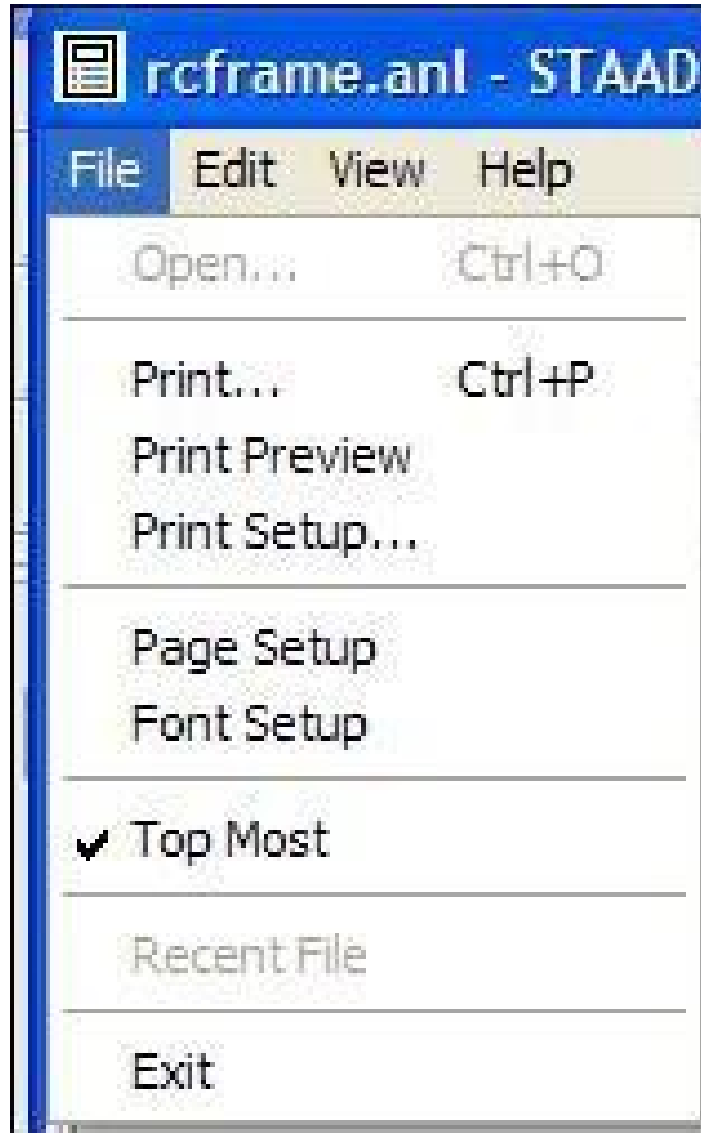 rcframe.anl - STAAD
File Edit View Help
Open... Ctrl+O
Print... Ctrl+P
Print Preview
Print Setup...
Page Setup
Font Setup
Top Most
Recent File
Exit